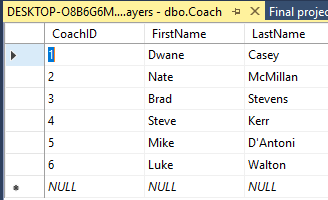 DESKTOP-O8B6G6M....ayers - dbo.Coach Final projec
CoachID FirstName LastName
1 Dwane Casey
2 Nate McMillan
3 Brad Stevens
4 Steve Kerr
5 Mike D'Antoni
6 Luke Walton
NULL NULL NULL